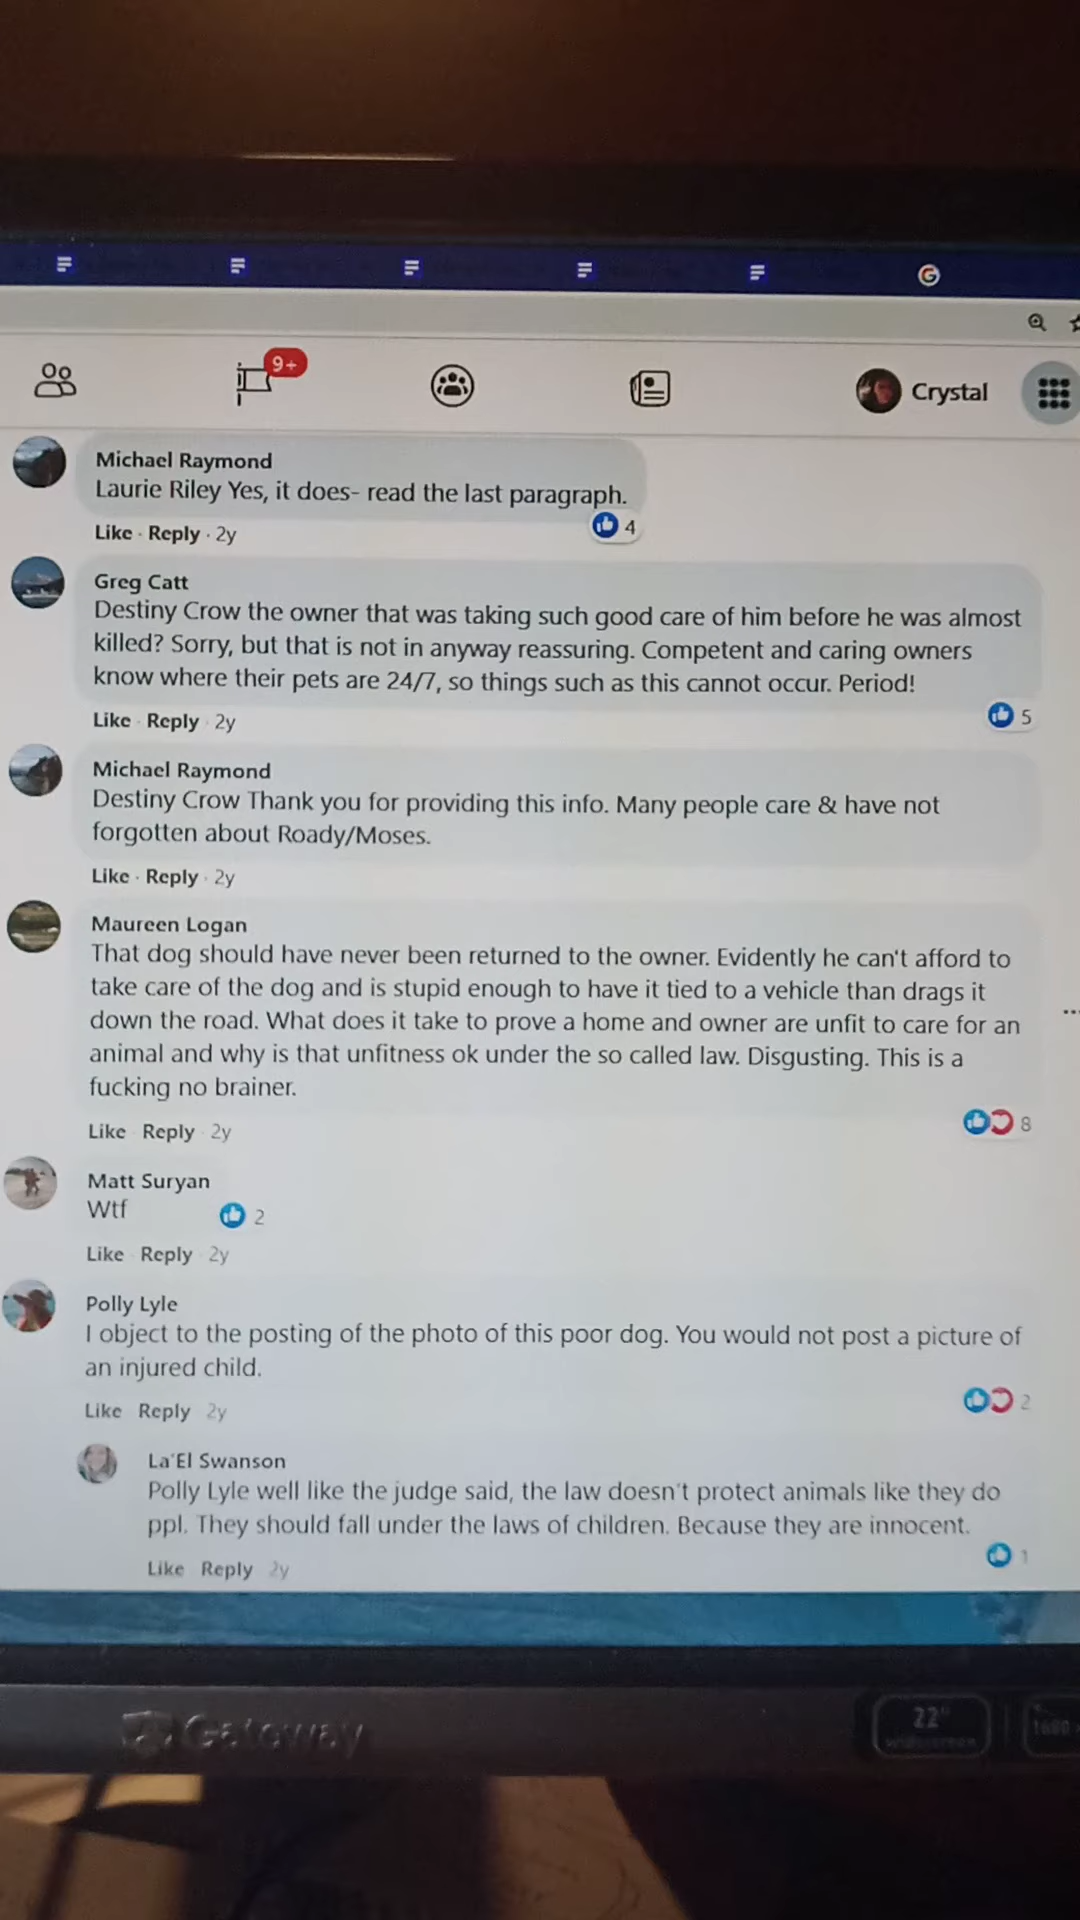 9+
Crystal
Michael Raymond
Laurie Riley Yes, it does- read the last paragraph.
Like · Reply · 2y
4
Greg Catt
Destiny Crow the owner that was taking such good care of him before he was almost
killed? Sorry, but that is not in anyway reassuring. Competent and caring owners
know where their pets are 24/7, so things such as this cannot occur. Period!
Like · Reply · 2y
5
Michael Raymond
Destiny Crow Thank you for providing this info. Many people care & have not
forgotten about Roady/Moses.
Like · Reply · 2y
Maureen Logan
That dog should have never been returned to the owner. Evidently he can't afford to
take care of the dog and is stupid enough to have it tied to a vehicle than drags it
down the road. What does it take to prove a home and owner are unfit to care for an
animal and why is that unfitness ok under the so called law. Disgusting. This is a
fucking no brainer.
Like · Reply · 2y
8
Matt Suryan
Wtf
2
Like · Reply · 2y
Polly Lyle
I object to the posting of the photo of this poor dog. You would not post a picture of
an injured child.
Like Reply 2y
2
La'El Swanson
Polly Lyle well like the judge said, the law doesn't protect animals like they do
ppl. They should fall under the laws of children. Because they are innocent.
Like Reply 2y
1
Gateway
22"
widescreen
1680